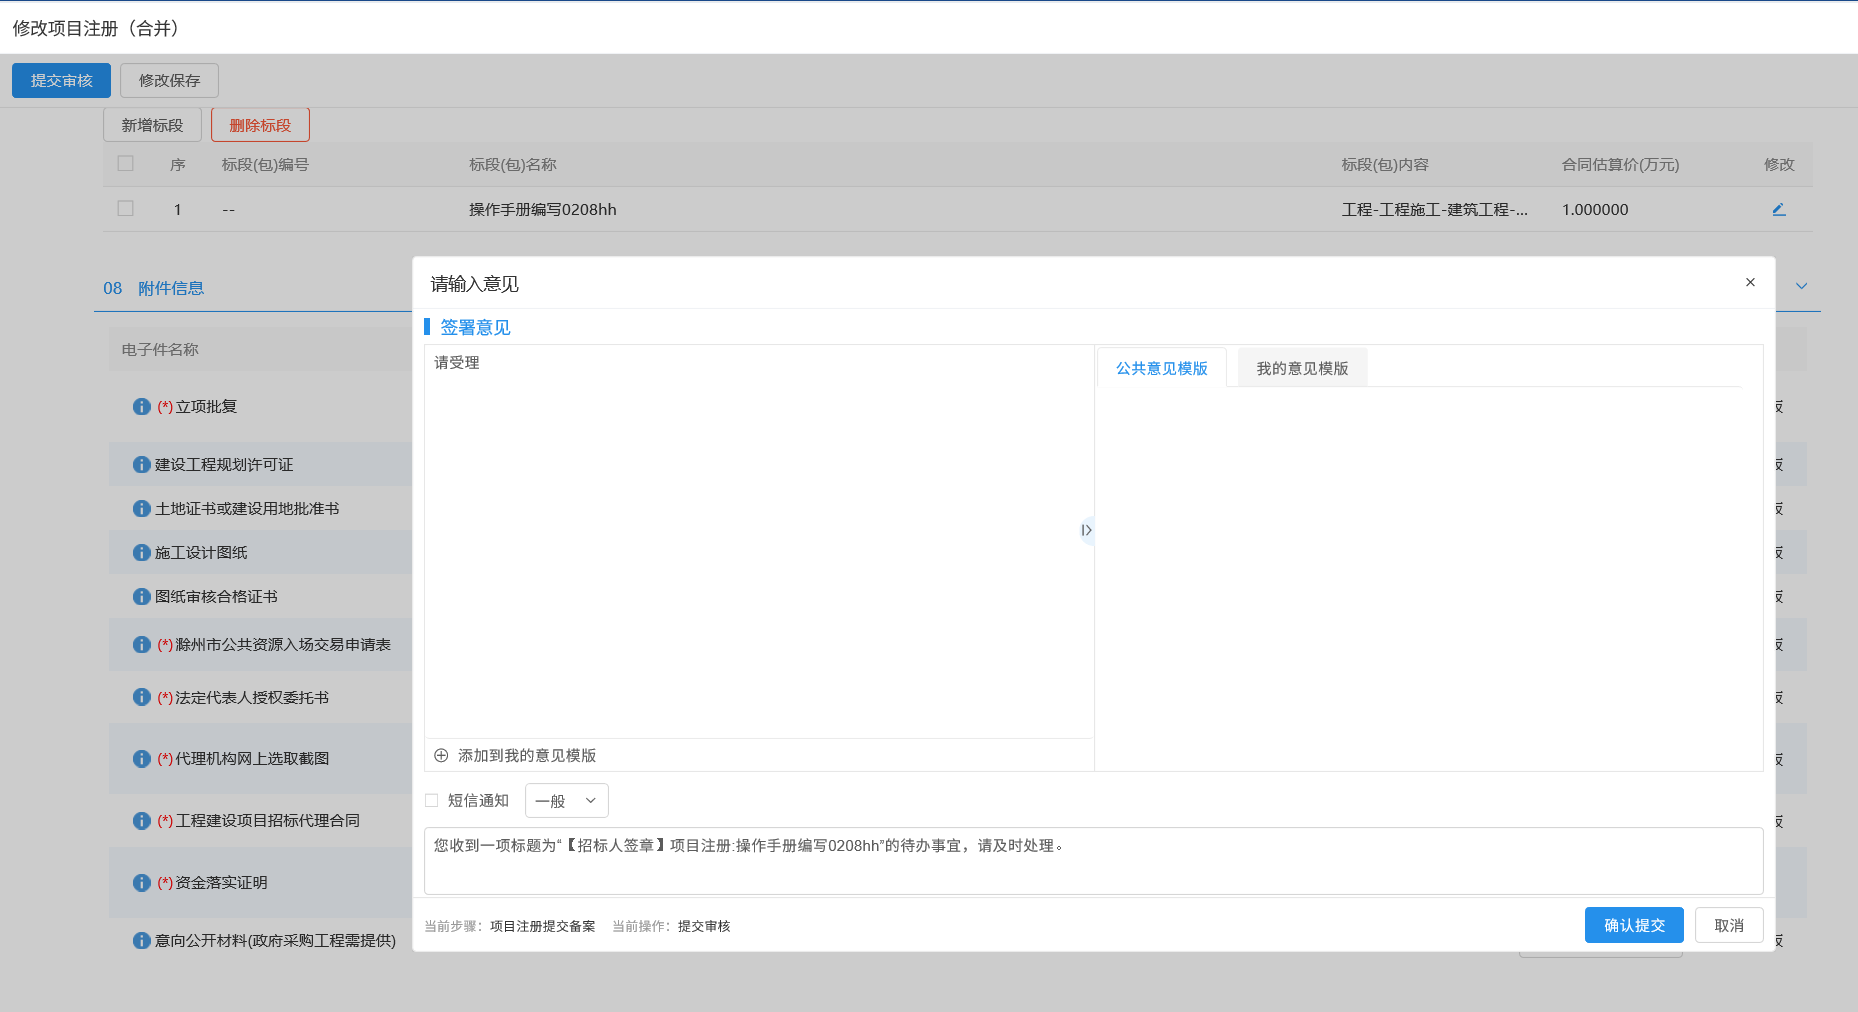 修改项目注册（合并）
提交审核 修改保存
新增标段 删除标段
序 标段(包)编号 标段(包)名称 标段(包)内容 合同估算价(万元) 修改
1 -- 操作手册编写0208hh 工程-工程施工-建筑工程-... 1.000000
08 附件信息
电子件名称
(*)立项批复
建设工程规划许可证
土地证书或建设用地批准书
施工设计图纸
图纸审核合格证书
(*)滁州市公共资源入场交易申请表
(*)法定代表人授权委托书
(*)代理机构网上选取截图
(*)工程建设项目招标代理合同
(*)资金落实证明
意向公开材料(政府采购工程需提供)
请输入意见 ×
签署意见
请受理
公共意见模版 我的意见模版
添加到我的意见模版
短信通知 一般
您收到一项标题为“【招标人签章】项目注册:操作手册编写0208hh”的待办事宜，请及时处理。
当前步骤：项目注册提交备案 当前操作：提交审核
确认提交 取消